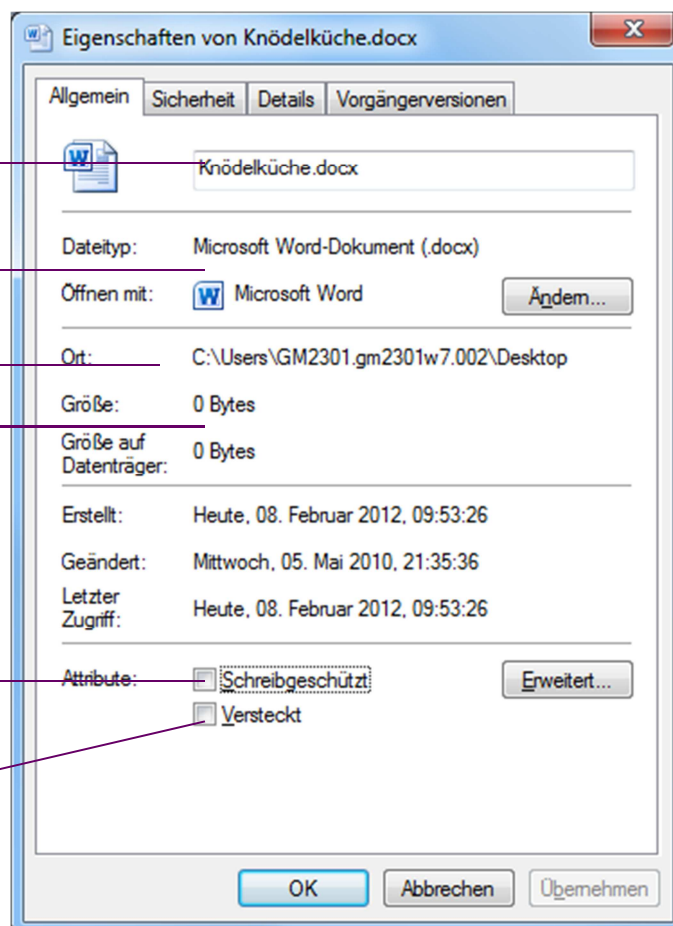 Eigenschaften von Knödelküche.docx
Allgemein Sicherheit Details Vorgängerversionen
Knödelküche.docx
Dateityp: Microsoft Word-Dokument (.docx)
Öffnen mit: Microsoft Word Ändern...
Ort: C:\Users\GM2301.gm2301w7.002\Desktop
Größe: 0 Bytes
Größe auf
Datenträger: 0 Bytes
Erstellt: Heute, 08. Februar 2012, 09:53:26
Geändert: Mittwoch, 05. Mai 2010, 21:35:36
Letzter
Zugriff: Heute, 08. Februar 2012, 09:53:26
Attribute: Schreibgeschützt Erweitert...
Versteckt
OK Abbrechen Übernehmen